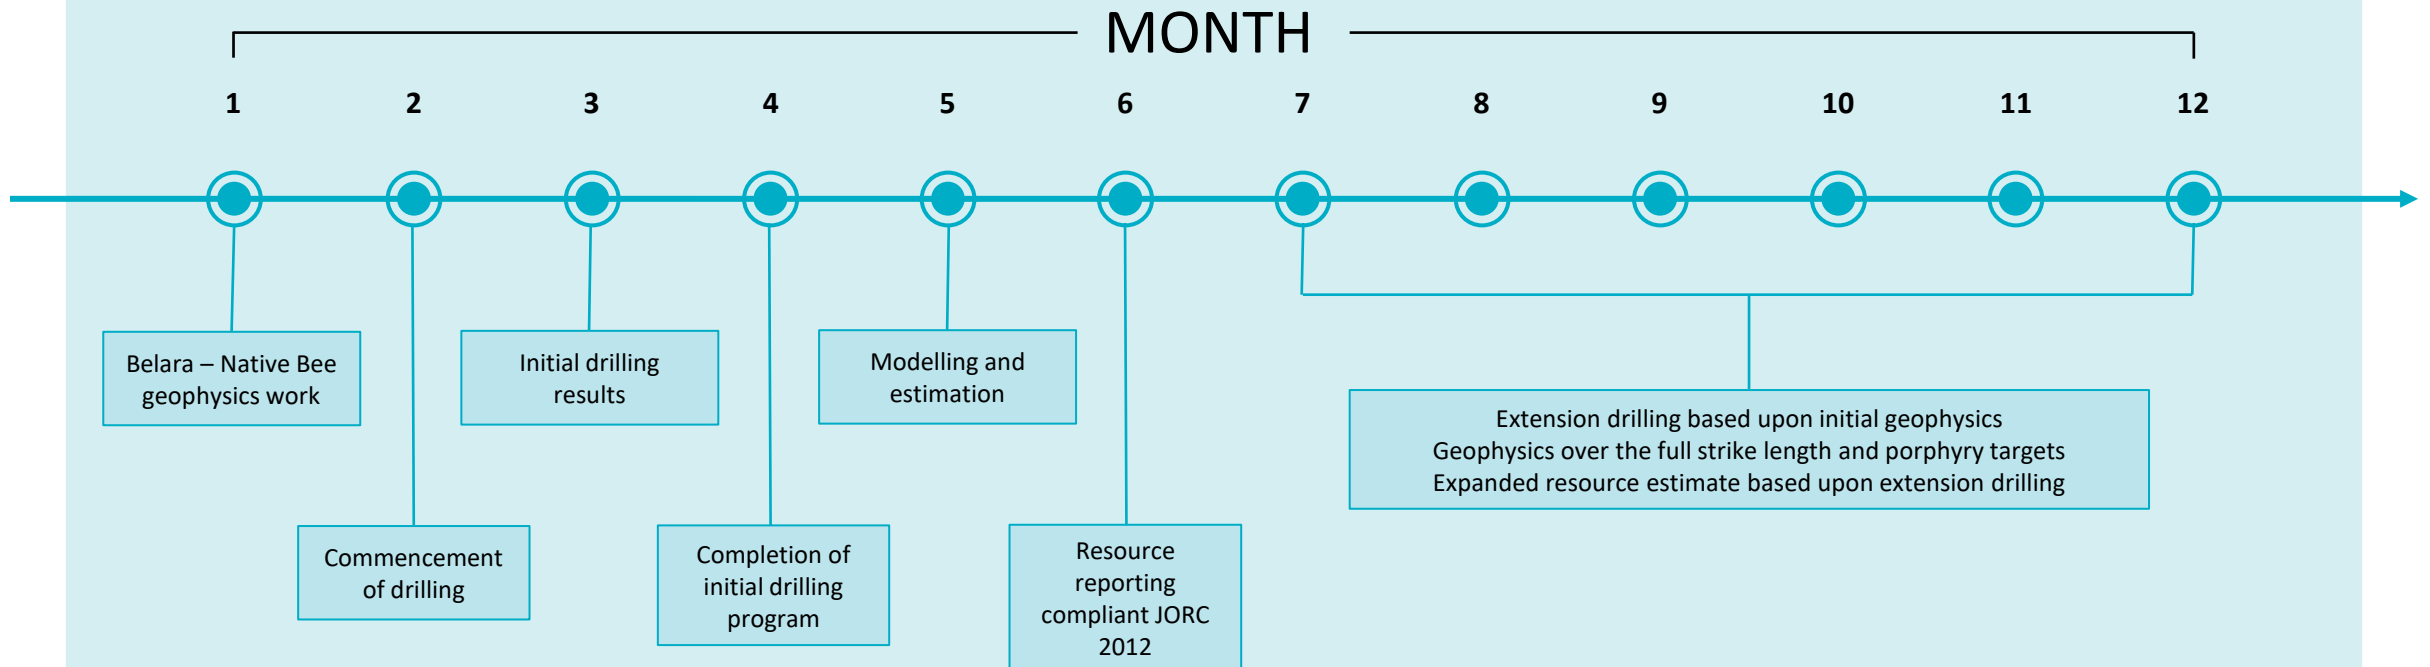 MONTH
1 2 3 4 5 6 7 8 9 10 11 12
Belara – Native Bee
geophysics work
Commencement
of drilling
Initial drilling
results
Completion of
initial drilling
program
Modelling and
estimation
Resource
reporting
compliant JORC
2012
Extension drilling based upon initial geophysics
Geophysics over the full strike length and porphyry targets
Expanded resource estimate based upon extension drilling